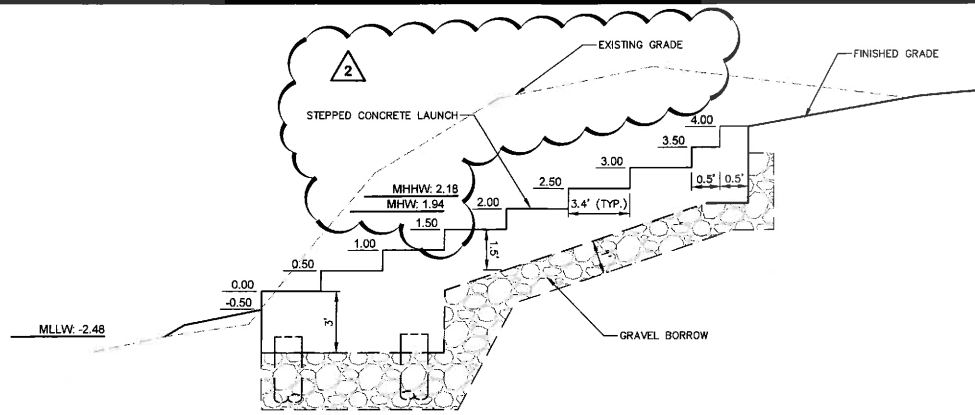 EXISTING GRADE
2
FINISHED GRADE
STEPPED CONCRETE LAUNCH
4.00
3.50
3.00
0.5'
0.5'
MHHW: 2.18
2.50
MHW: 1.94
2.00
3.4' (TYP.)
1.50
1.00
1.5'
0.50
1'
0.00
-0.50
3'
MLLW: -2.48
GRAVEL BORROW